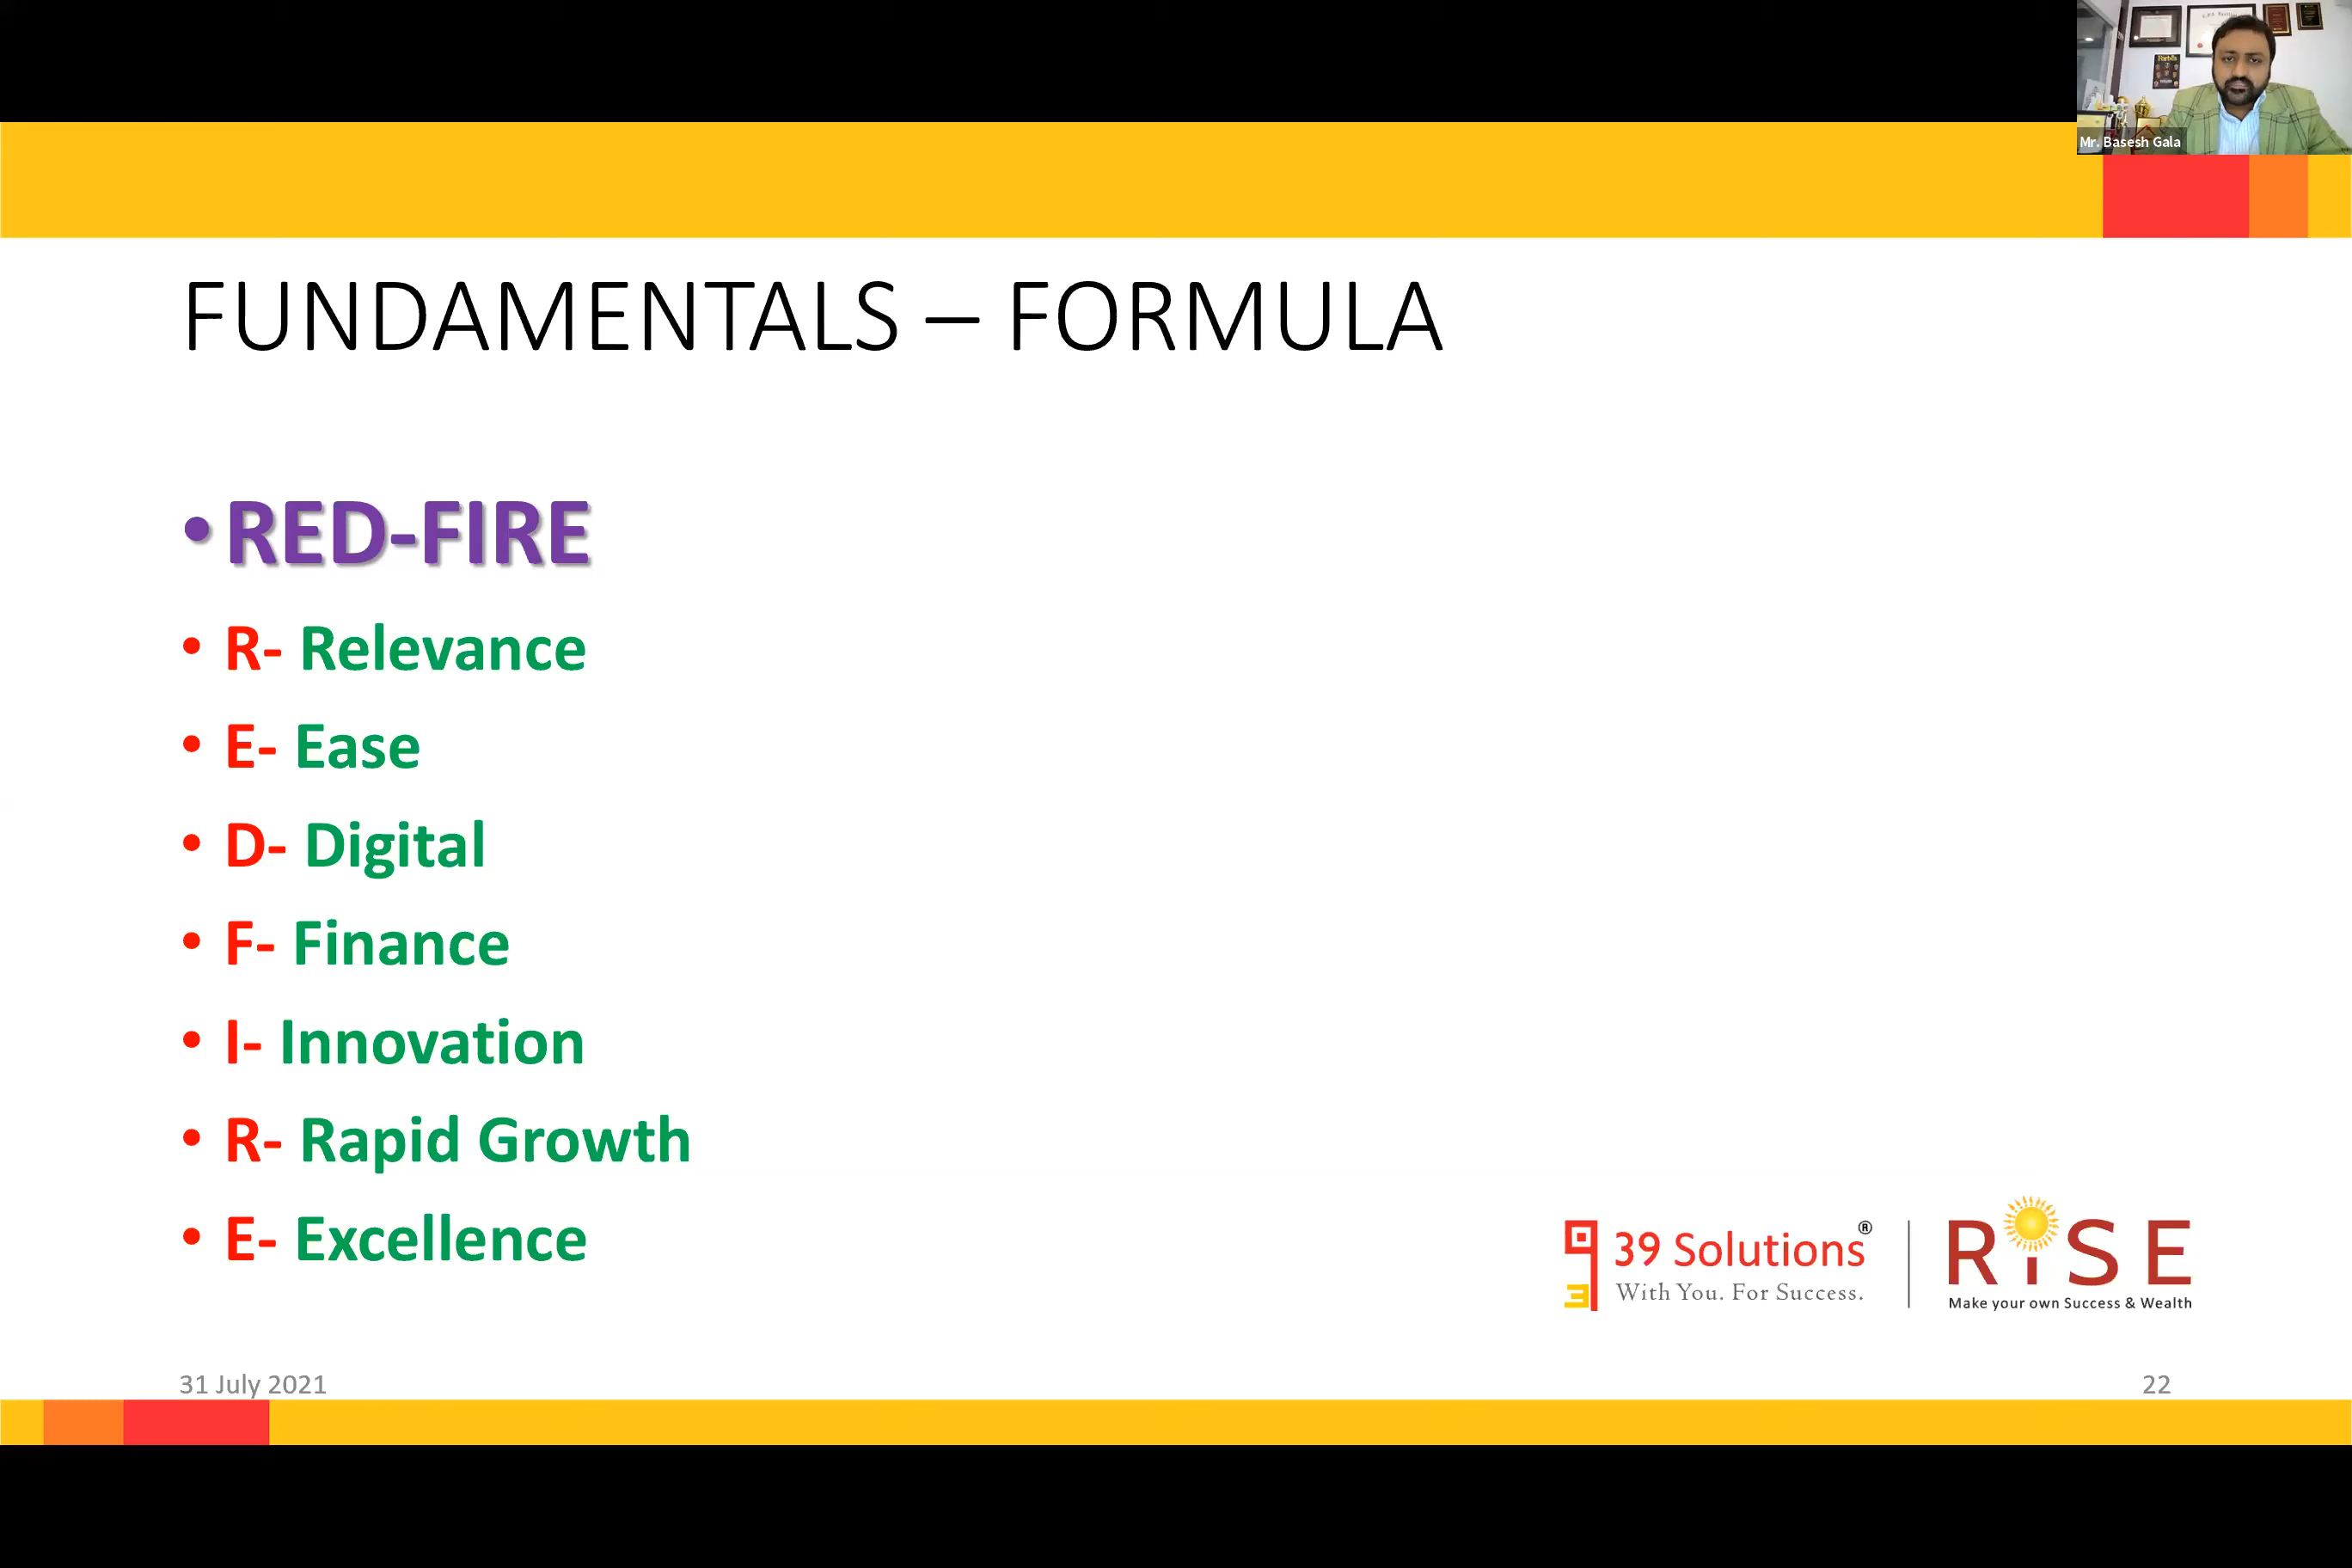 Forbes
Mr. Basesh Gala
FUNDAMENTALS – FORMULA
•RED-FIRE
• R- Relevance
• E- Ease
• D- Digital
• F- Finance
• I- Innovation
• R- Rapid Growth
• E- Excellence
39 Solutions®
With You. For Success.
RiSE
Make your own Success & Wealth
31 July 2021
22